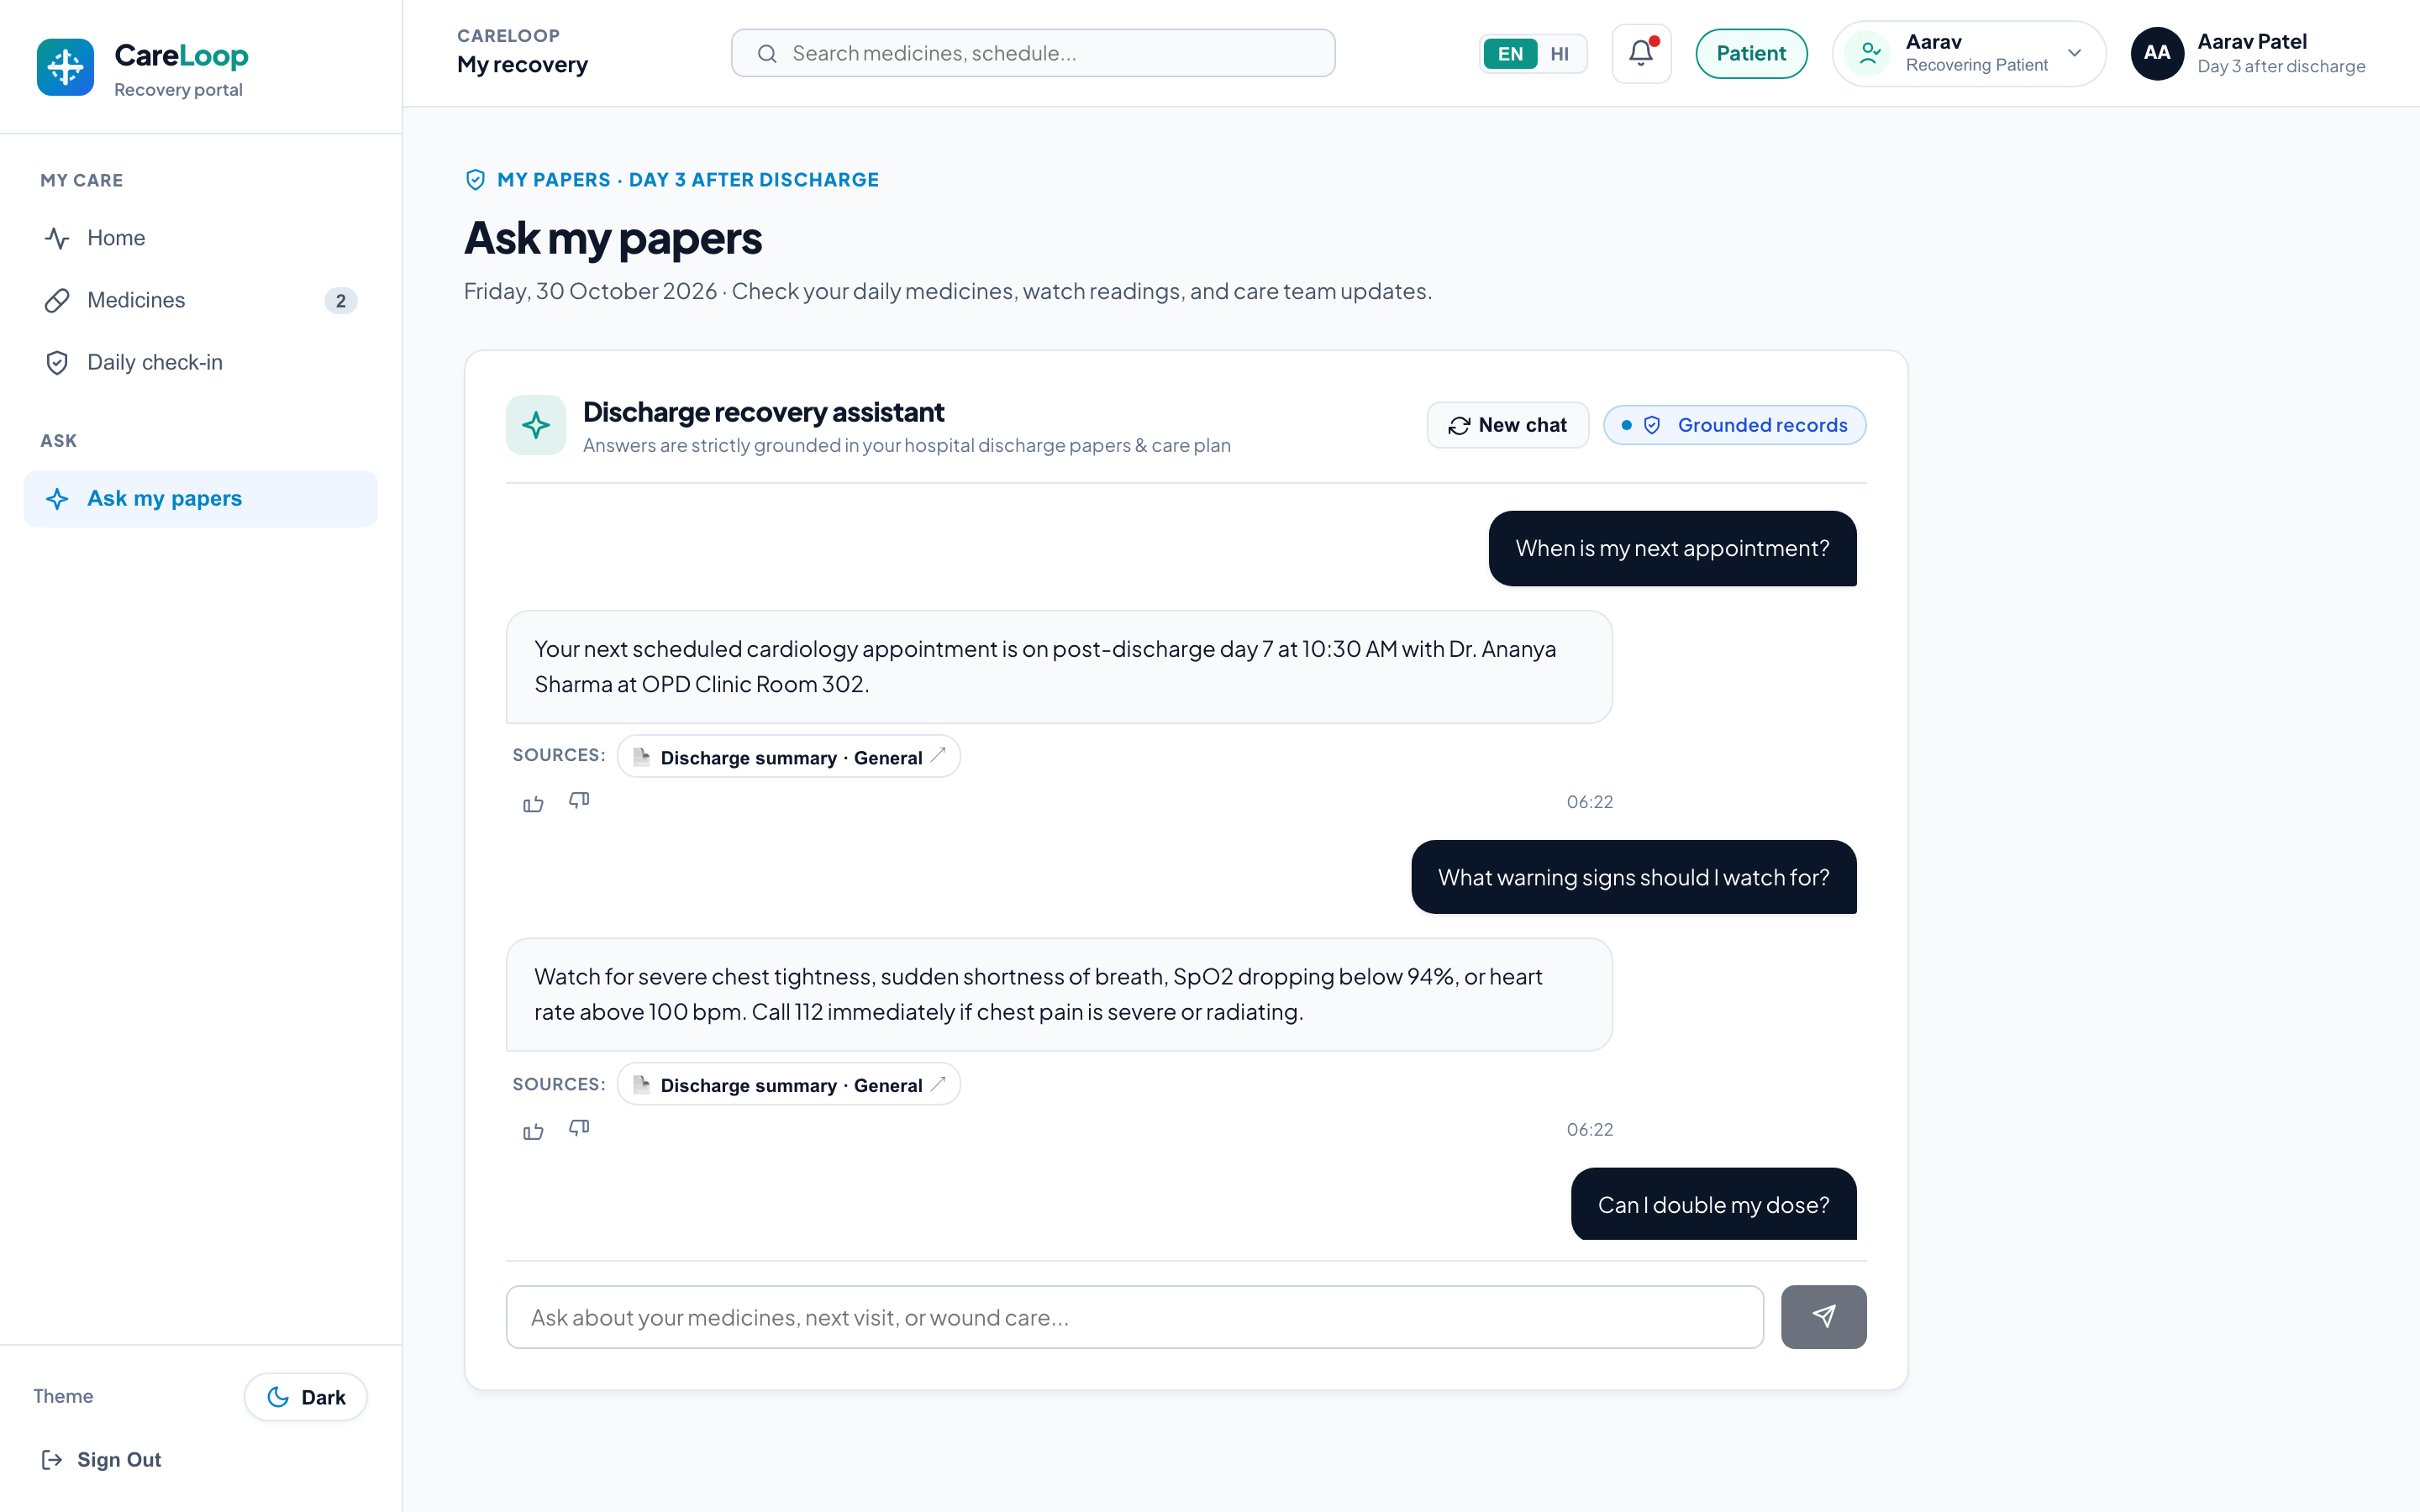 CareLoop
Recovery portal
MY CARE
Home
Medicines 2
Daily check-in
ASK
Ask my papers
Theme
Dark
Sign Out
CARELOOP
My recovery
Search medicines, schedule...
EN HI
Patient
Aarav
Recovering Patient
AA
Aarav Patel
Day 3 after discharge
MY PAPERS · DAY 3 AFTER DISCHARGE
Ask my papers
Friday, 30 October 2026 · Check your daily medicines, watch readings, and care team updates.
Discharge recovery assistant
Answers are strictly grounded in your hospital discharge papers & care plan
New chat
Grounded records
When is my next appointment?
Your next scheduled cardiology appointment is on post-discharge day 7 at 10:30 AM with Dr. Ananya
Sharma at OPD Clinic Room 302.
SOURCES: Discharge summary · General
06:22
What warning signs should I watch for?
Watch for severe chest tightness, sudden shortness of breath, SpO2 dropping below 94%, or heart
rate above 100 bpm. Call 112 immediately if chest pain is severe or radiating.
SOURCES: Discharge summary · General
06:22
Can I double my dose?
Ask about your medicines, next visit, or wound care...